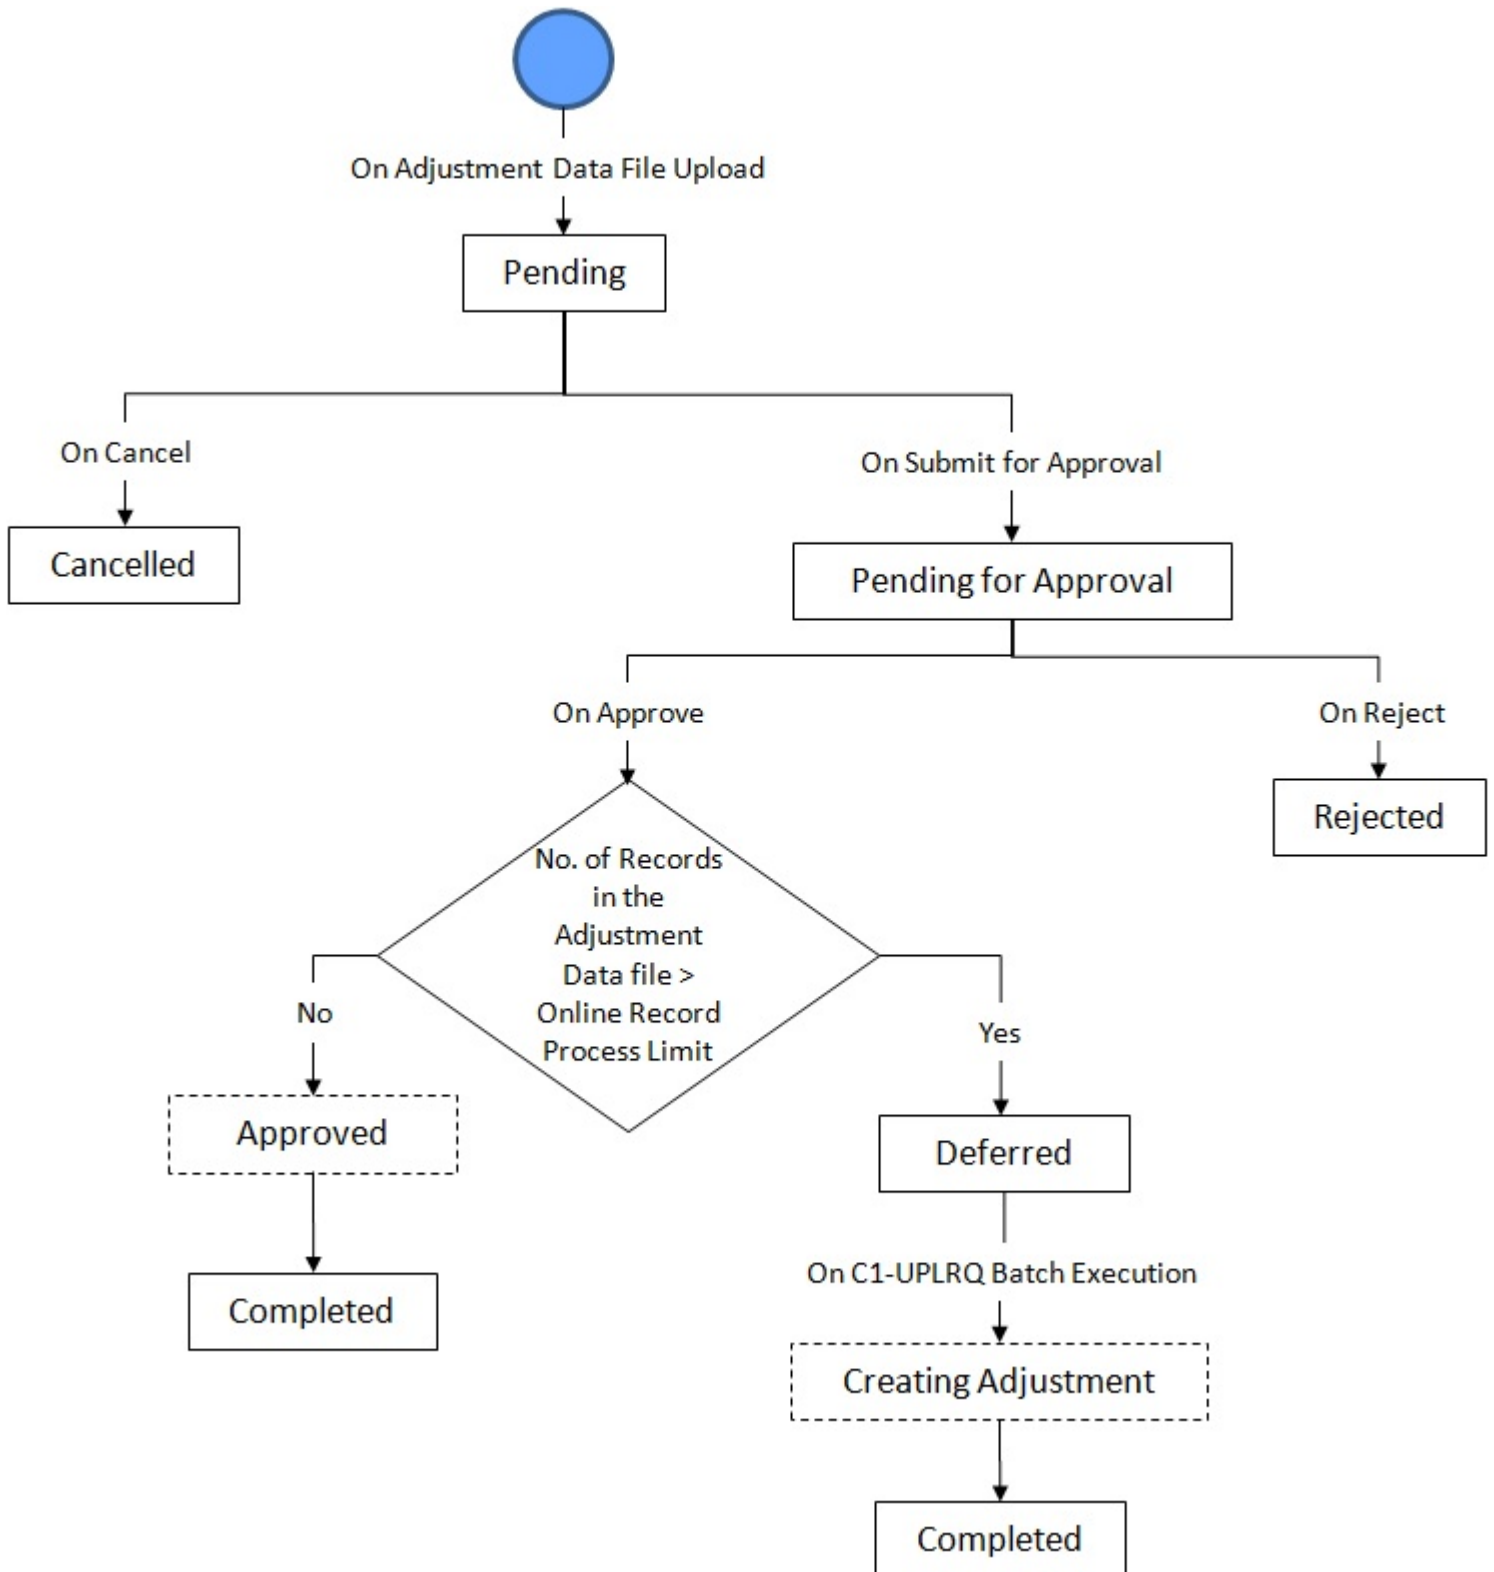 On Adjustment Data File Upload
Pending
On Cancel
On Submit for Approval
Cancelled
Pending for Approval
On Approve
On Reject
Rejected
No. of Records
in the
Adjustment
Data file >
Online Record
Process Limit
No
Yes
Approved
Deferred
Completed
On C1-UPLRQ Batch Execution
Creating Adjustment
Completed